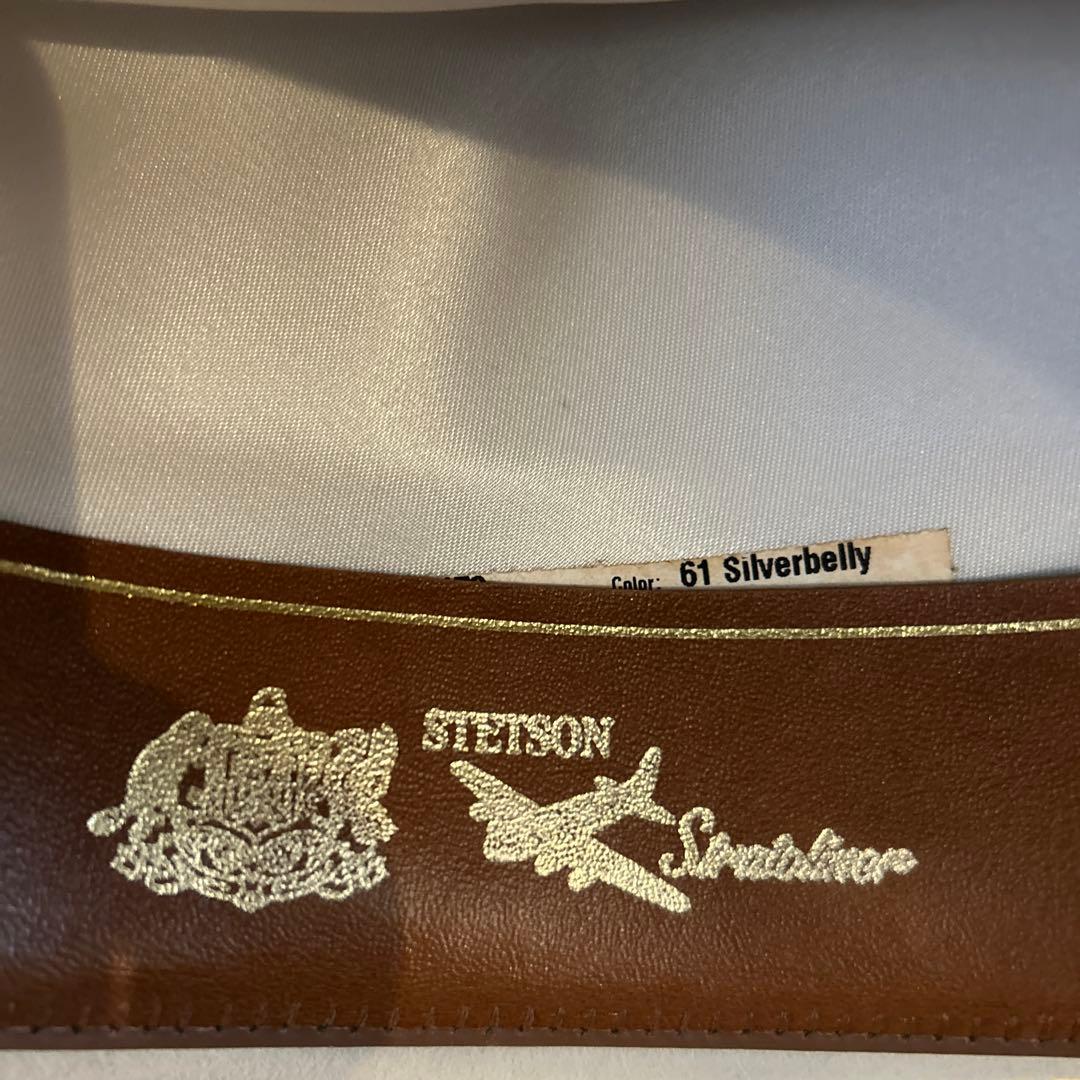 Color: 61 Silverbelly
STETSON
Stratoliner